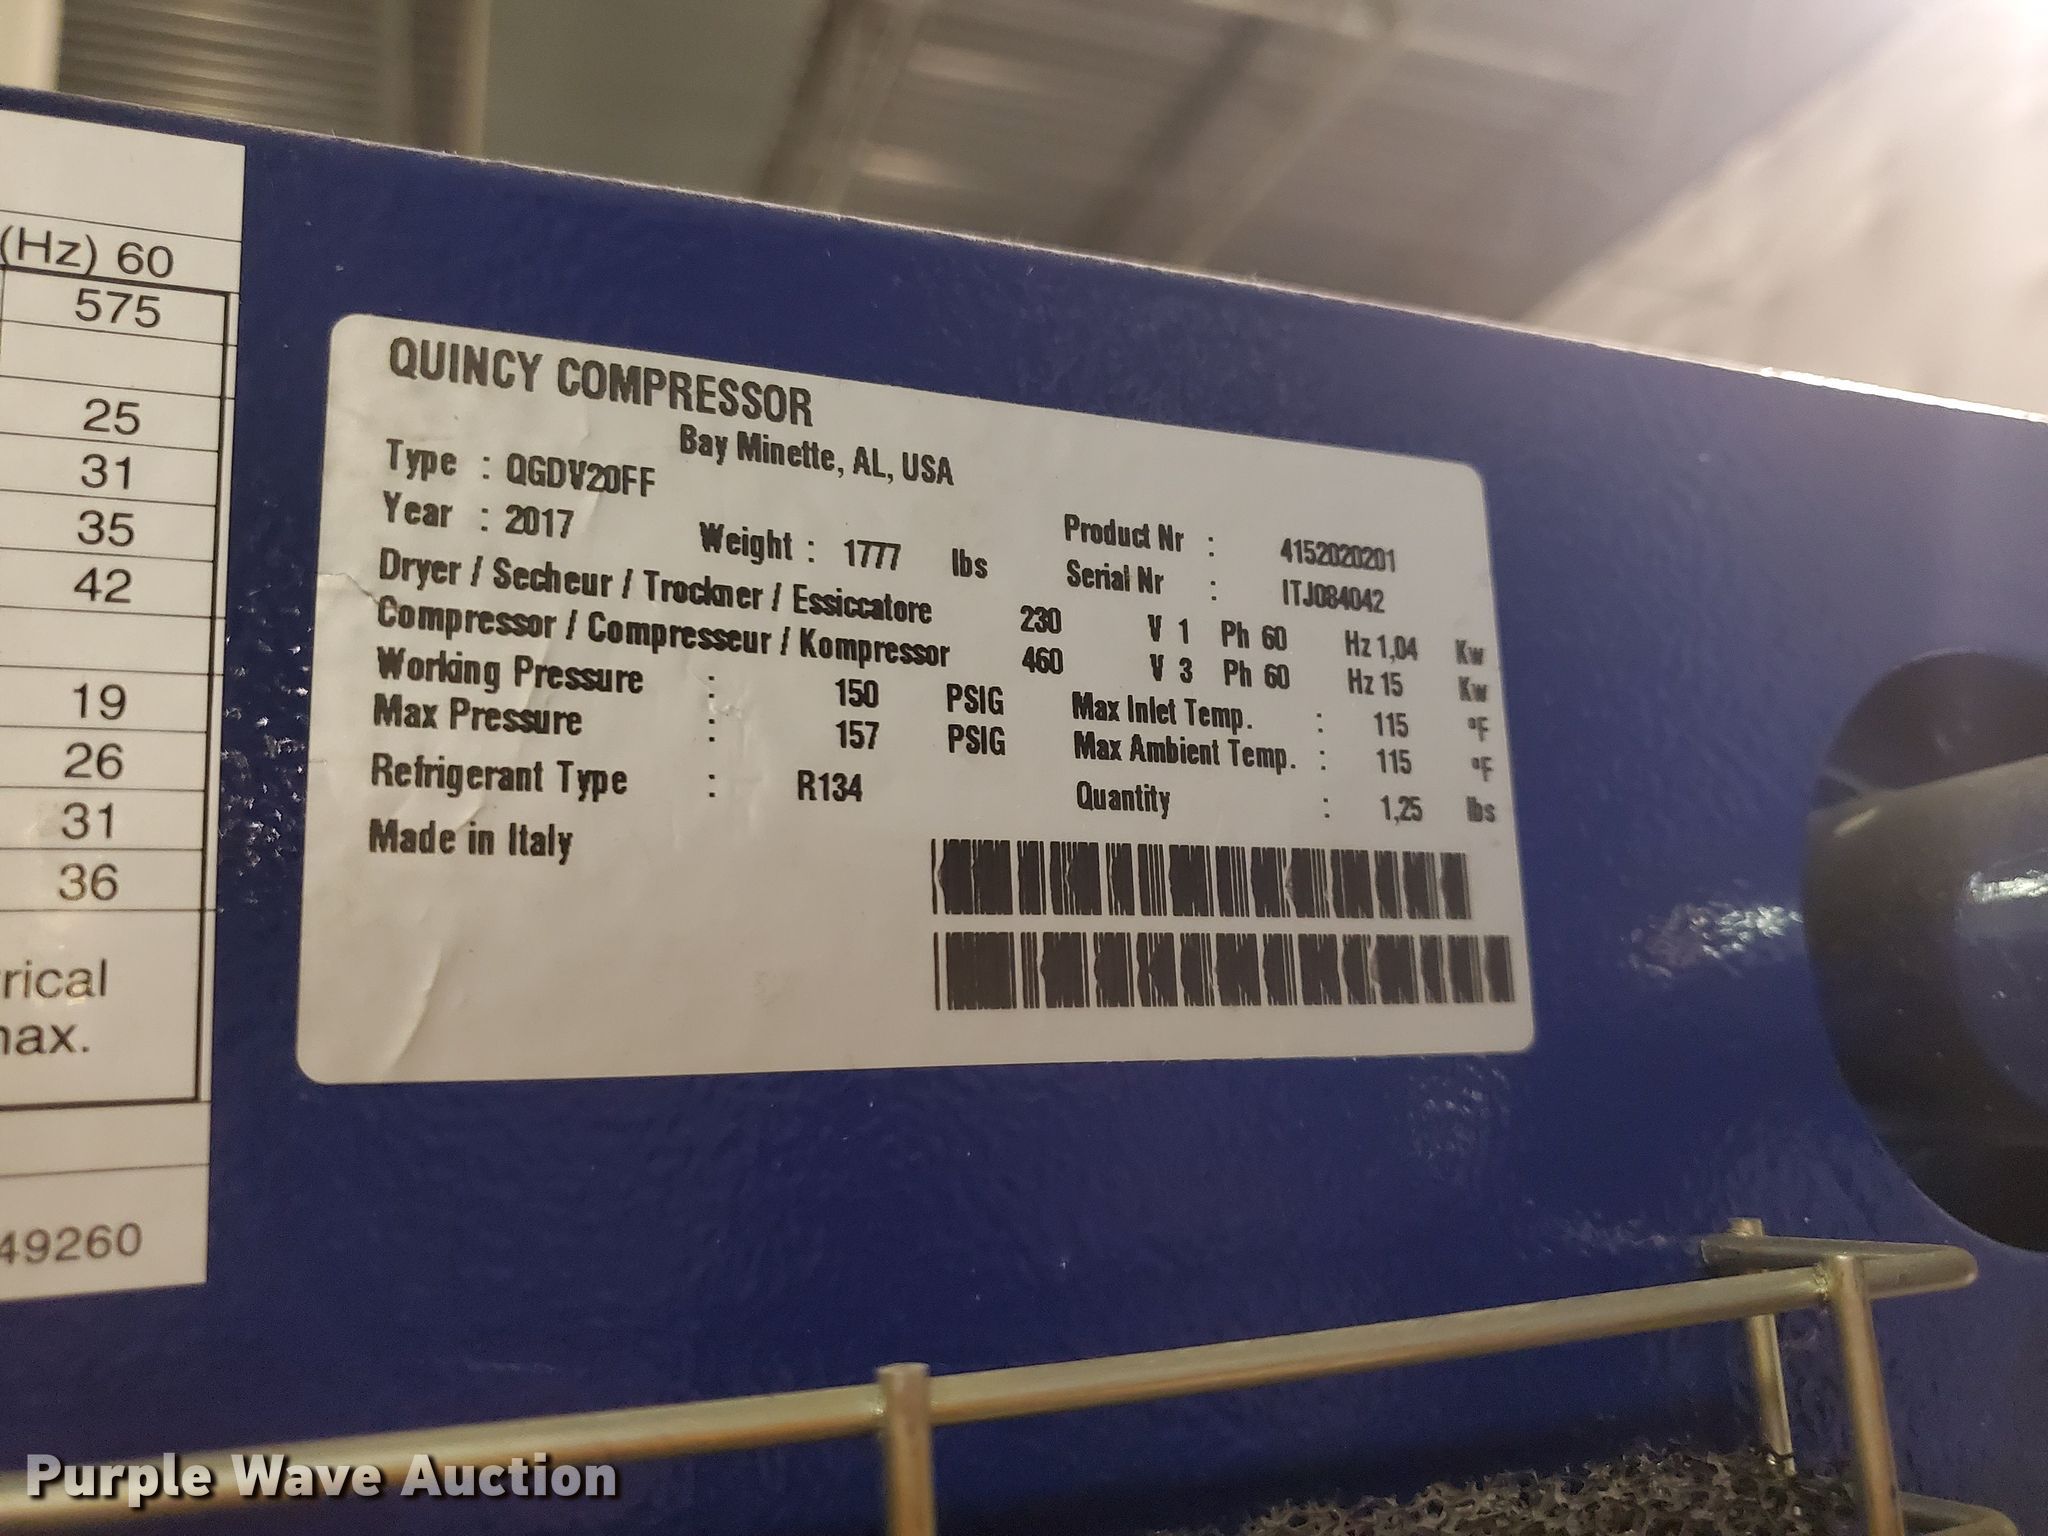 (Hz) 60
575
25
31
35
42
19
26
31
36
rical
max.
49260
QUINCY COMPRESSOR
Bay Minette, AL, USA
Type : QGDV20FF
Year : 2017 Weight : 1777 lbs Product Nr : 4152020201
Serial Nr : ITJ084042
Dryer / Secheur / Trockner / Essiccatore 230 V 1 Ph 60 Hz 1,04 Kw
Compressor / Compresseur / Kompressor 460 V 3 Ph 60 Hz 15 Kw
Working Pressure : 150 PSIG Max Inlet Temp. : 115 °F
Max Pressure : 157 PSIG Max Ambient Temp. : 115 °F
Refrigerant Type : R134 Quantity : 1,25 lbs
Made in Italy
Purple Wave Auction